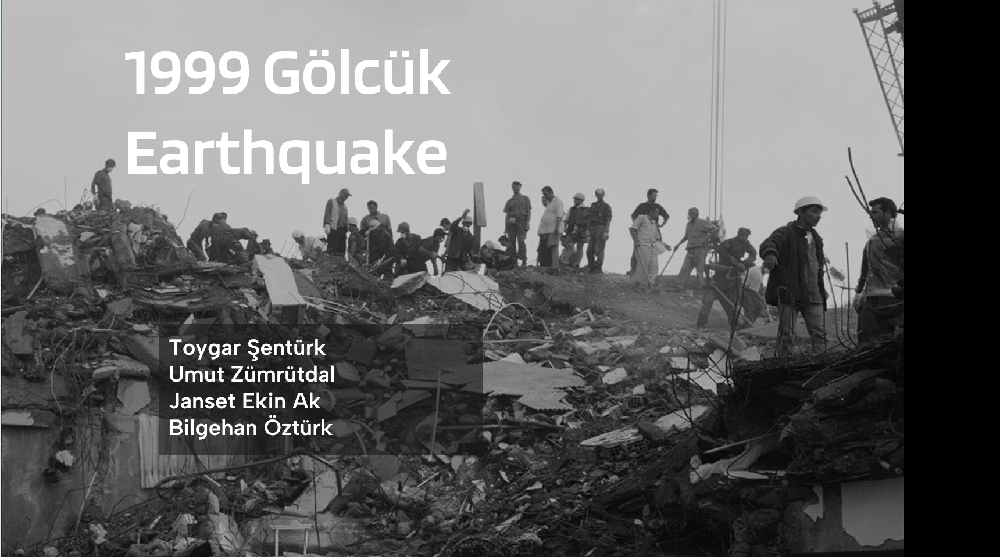 1999 Gölcük
Earthquake
Toygar Şentürk
Umut Zümrütdal
Janset Ekin Ak
Bilgehan Öztürk